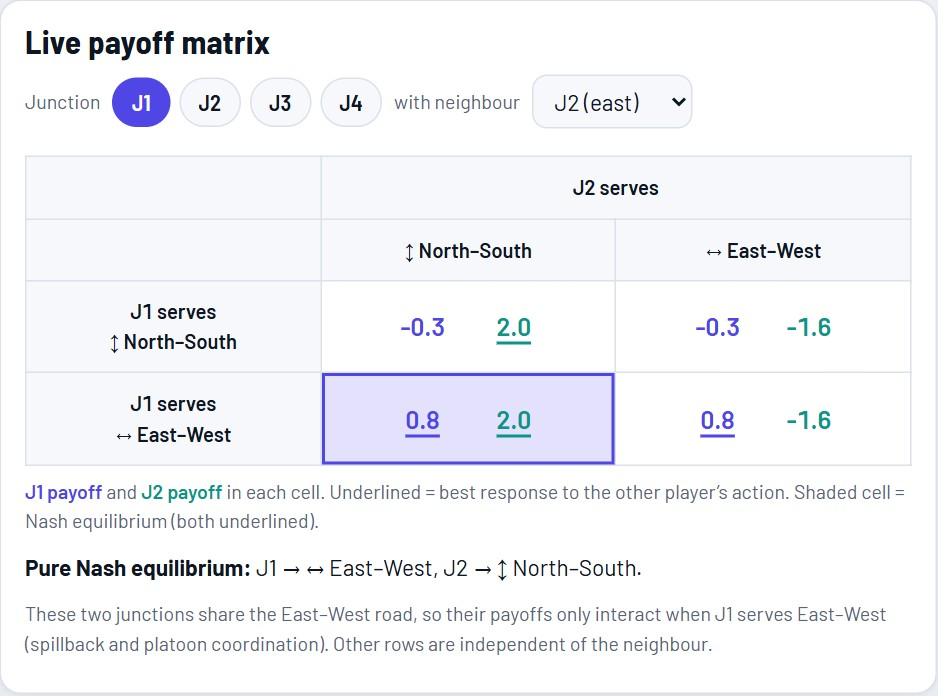 Live payoff matrix
Junction J1 J2 J3 J4 with neighbour J2 (east)
J2 serves
↕ North–South ↔ East–West
J1 serves
↕ North–South
-0.3 2.0 -0.3 -1.6
J1 serves
↔ East–West
0.8 2.0 0.8 -1.6
J1 payoff and J2 payoff in each cell. Underlined = best response to the other player’s action. Shaded cell =
Nash equilibrium (both underlined).
Pure Nash equilibrium: J1 → ↔ East–West, J2 → ↕ North–South.
These two junctions share the East–West road, so their payoffs only interact when J1 serves East–West
(spillback and platoon coordination). Other rows are independent of the neighbour.